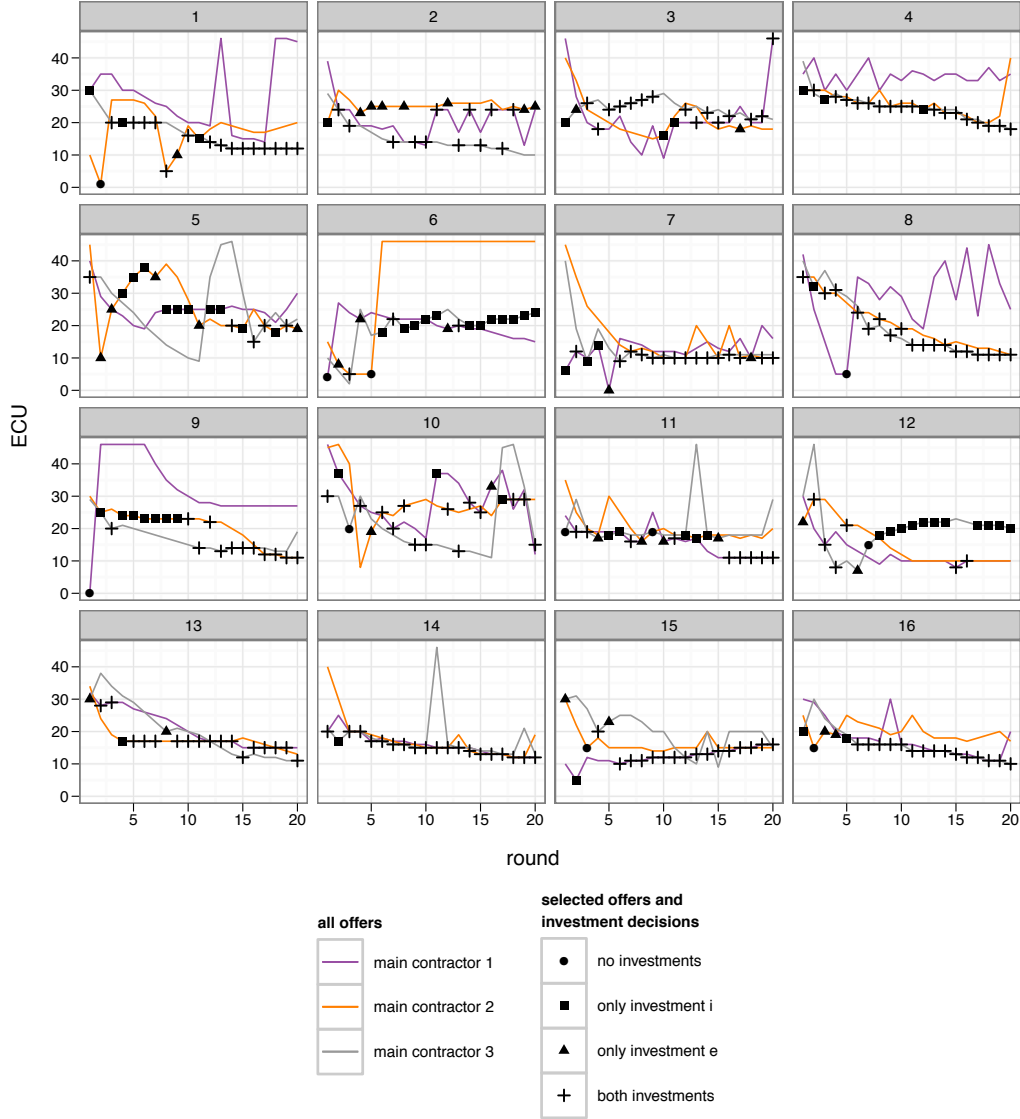 1 2 3 4
40
30
20
10
0
5 6 7 8
40
30
20
10
0
ECU
9 10 11 12
40
30
20
10
0
13 14 15 16
40
30
20
10
0
5 10 15 20 5 10 15 20 5 10 15 20 5 10 15 20
round
all offers
main contractor 1
main contractor 2
main contractor 3
selected offers and
investment decisions
no investments
only investment i
only investment e
both investments